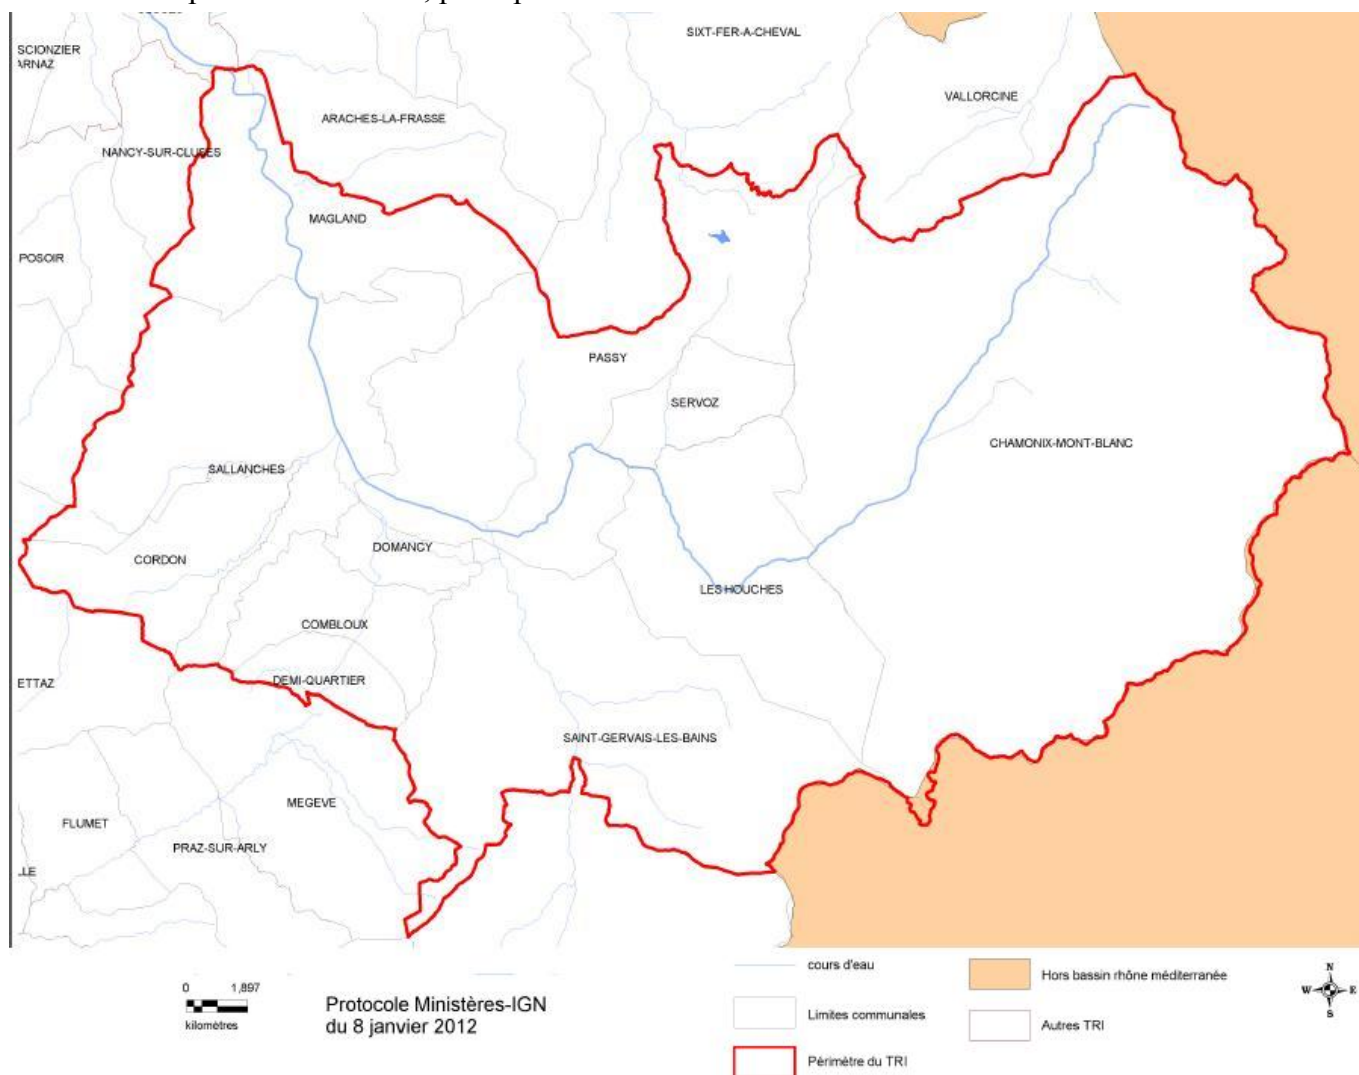 SIXT-FER-A-CHEVAL
SCIONZIER
ARNAZ
VALLORCINE
ARACHES-LA-FRASSE
NANCY-SUR-CLUSES
MAGLAND
POSOIR
PASSY
SERVOZ
CHAMONIX-MONT-BLANC
SALLANCHES
DOMANCY
CORDON
LES HOUCHES
COMBLOUX
ETTAZ
DEMI-QUARTIER
SAINT-GERVAIS-LES-BAINS
MEGEVE
FLUMET
PRAZ-SUR-ARLY
LLE
0 1,897
kilomètres
Protocole Ministères-IGN
du 8 janvier 2012
cours d'eau
Limites communales
Périmètre du TRI
Hors bassin rhône méditerranée
Autres TRI
N
W E
S